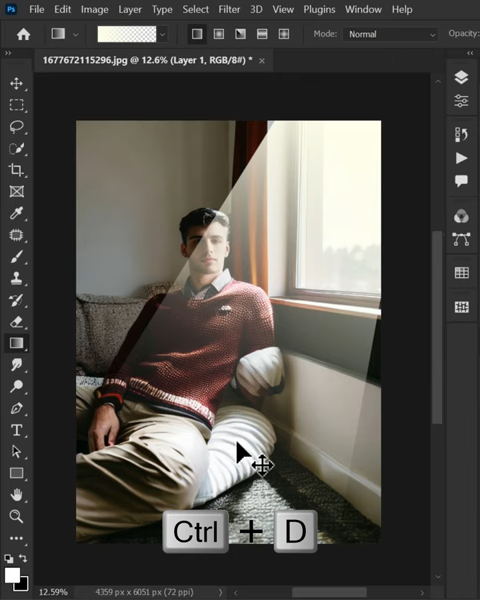 Ps File Edit Image Layer Type Select Filter 3D View Plugins Window Help
Mode: Normal Opacity:
1677672115296.jpg @ 12.6% (Layer 1, RGB/8#) * ×
Ctrl + D
12.59% 4359 px x 6051 px (72 ppi)